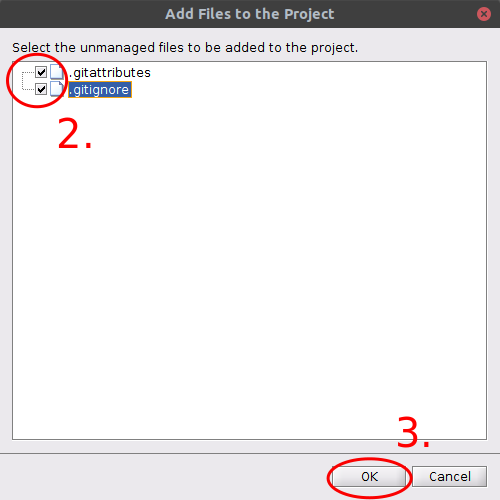 Add Files to the Project
Select the unmanaged files to be added to the project.
.gitattributes
.gitignore
2.
3.
OK
Cancel